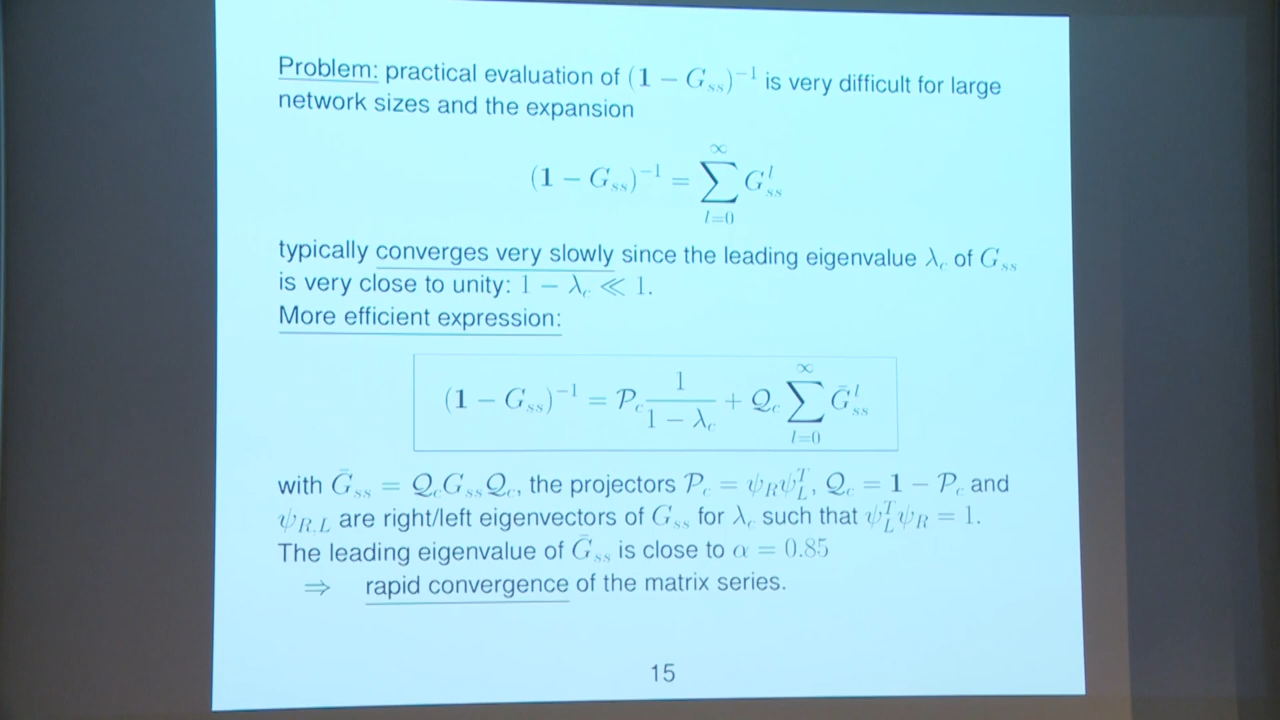 Problem: practical evaluation of (1 − G_ss)^−1 is very difficult for large
network sizes and the expansion
(1 − G_ss)^−1 = ∑_{l=0}^{∞} G_ss^l
typically converges very slowly since the leading eigenvalue λ_c of G_ss
is very close to unity: 1 − λ_c ≪ 1.
More efficient expression:
(1 − G_ss)^−1 = 𝒫_c 1/(1 − λ_c) + 𝒬_c ∑_{l=0}^{∞} Ḡ_ss^l
with Ḡ_ss = 𝒬_c G_ss 𝒬_c, the projectors 𝒫_c = ψ_R ψ_L^T, 𝒬_c = 1 − 𝒫_c and
ψ_{R,L} are right/left eigenvectors of G_ss for λ_c such that ψ_L^T ψ_R = 1.
The leading eigenvalue of Ḡ_ss is close to α = 0.85
⇒ rapid convergence of the matrix series.
15